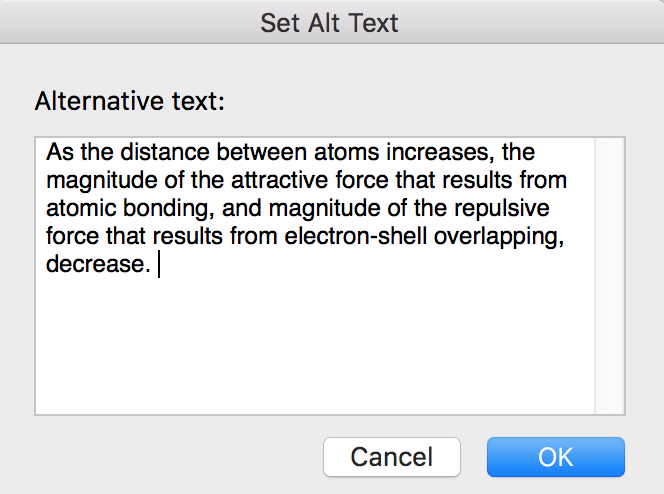 Set Alt Text
Alternative text:
As the distance between atoms increases, the
magnitude of the attractive force that results from
atomic bonding, and magnitude of the repulsive
force that results from electron-shell overlapping,
decrease.
Cancel
OK